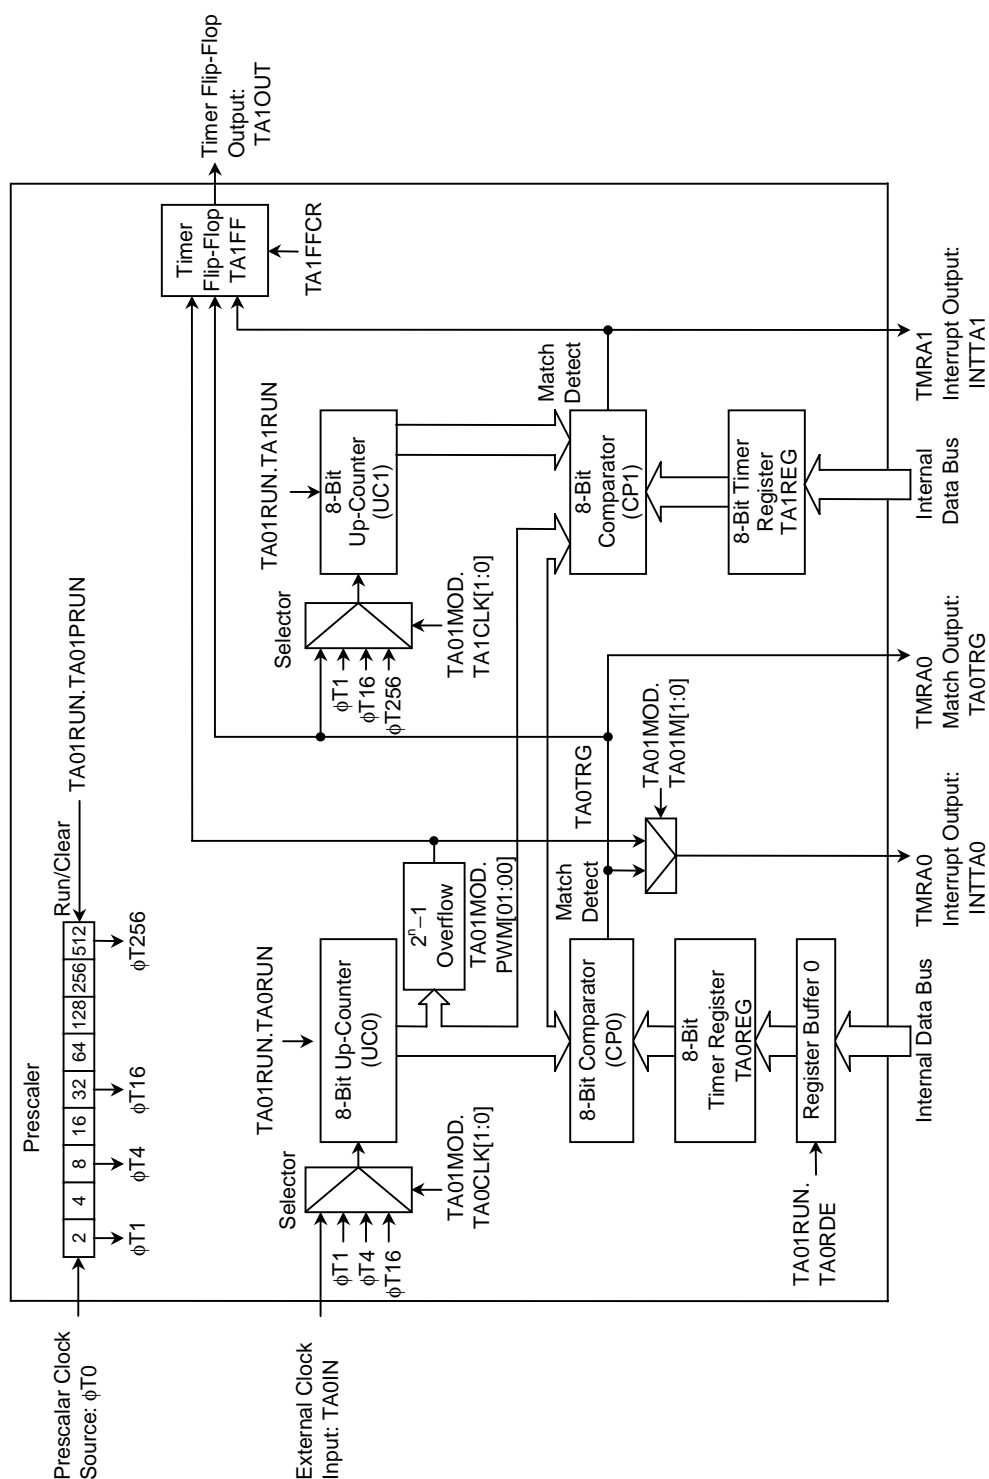 Prescalar Clock
Source: ϕT0
Prescaler
2
4
8
16
32
64
128
256
512
Run/Clear
TA01RUN.TA01PRUN
ϕT1
ϕT4
ϕT16
ϕT256
External Clock
Input: TA0IN
ϕT1
ϕT4
ϕT16
Selector
TA01MOD.
TA0CLK[1:0]
TA01RUN.TA0RUN
8-Bit Up-Counter
(UC0)
2ⁿ−1
Overflow
TA01MOD.
PWM[01:00]
8-Bit Comparator
(CP0)
Match
Detect
TA0TRG
8-Bit
Timer Register
TA0REG
Register Buffer 0
TA01RUN.
TA0RDE
Internal Data Bus
TA01MOD.
TA01M[1:0]
TMRA0
Interrupt Output:
INTTA0
TMRA0
Match Output:
TA0TRG
Selector
ϕT1
ϕT16
ϕT256
TA01MOD.
TA1CLK[1:0]
TA01RUN.TA1RUN
8-Bit
Up-Counter
(UC1)
8-Bit
Comparator
(CP1)
Match
Detect
8-Bit Timer
Register
TA1REG
Internal
Data Bus
TMRA1
Interrupt Output:
INTTA1
Timer
Flip-Flop
TA1FF
TA1FFCR
Timer Flip-Flop
Output:
TA1OUT